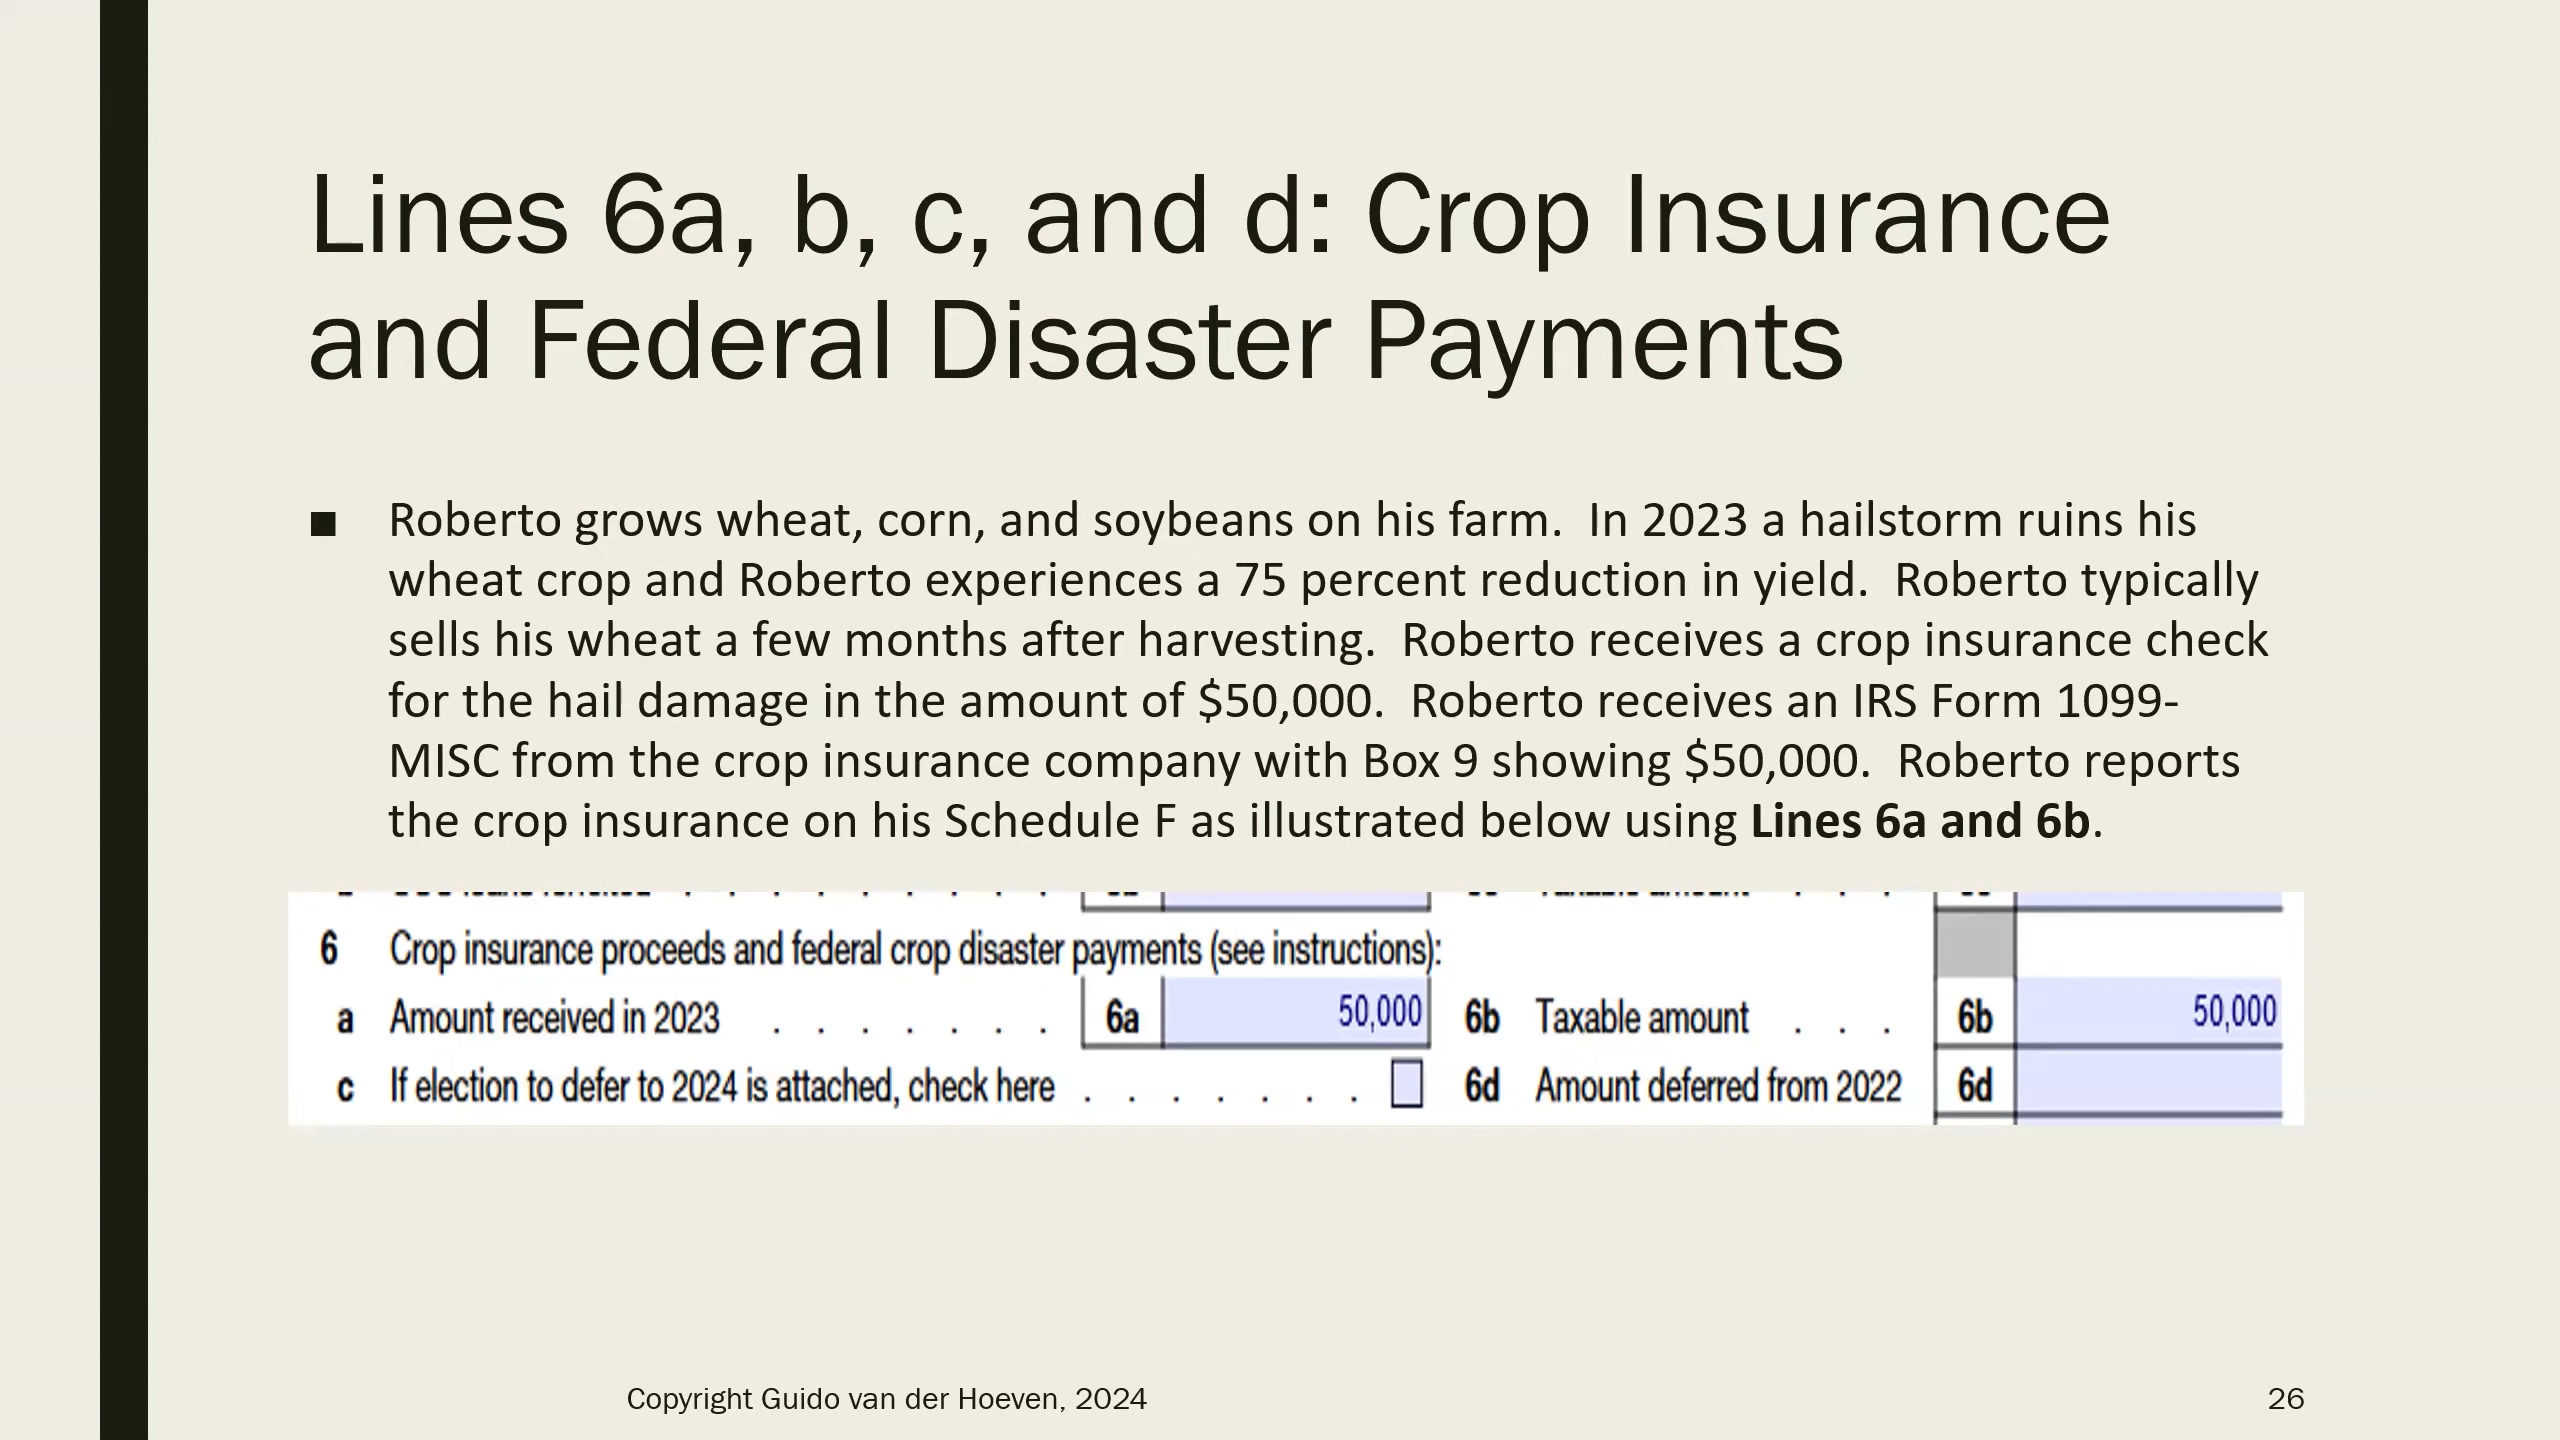 Lines 6a, b, c, and d: Crop Insurance
and Federal Disaster Payments
■ Roberto grows wheat, corn, and soybeans on his farm.  In 2023 a hailstorm ruins his
wheat crop and Roberto experiences a 75 percent reduction in yield.  Roberto typically
sells his wheat a few months after harvesting.  Roberto receives a crop insurance check
for the hail damage in the amount of $50,000.  Roberto receives an IRS Form 1099-
MISC from the crop insurance company with Box 9 showing $50,000.  Roberto reports
the crop insurance on his Schedule F as illustrated below using Lines 6a and 6b.
6 Crop insurance proceeds and federal crop disaster payments (see instructions):
a Amount received in 2023 . . . . . . . 6a 50,000 6b Taxable amount . . . 6b 50,000
c If election to defer to 2024 is attached, check here . . . . . . . 6d Amount deferred from 2022 6d
Copyright Guido van der Hoeven, 2024 26